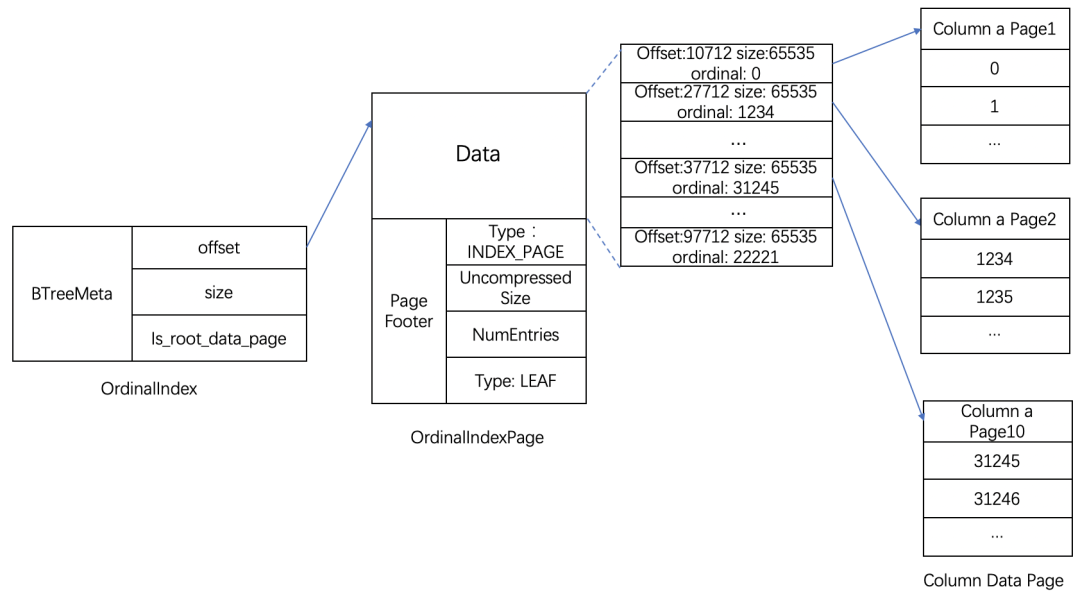 BTreeMeta
offset
size
Is_root_data_page
OrdinalIndex
Data
Page
Footer
Type：
INDEX_PAGE
Uncompressed
Size
NumEntries
Type: LEAF
OrdinalIndexPage
Offset:10712 size:65535
ordinal: 0
Offset:27712 size: 65535
ordinal: 1234
...
Offset:37712 size: 65535
ordinal: 31245
...
Offset:97712 size: 65535
ordinal: 22221
Column a Page1
0
1
...
Column a Page2
1234
1235
...
Column a
Page10
31245
31246
...
Column Data Page